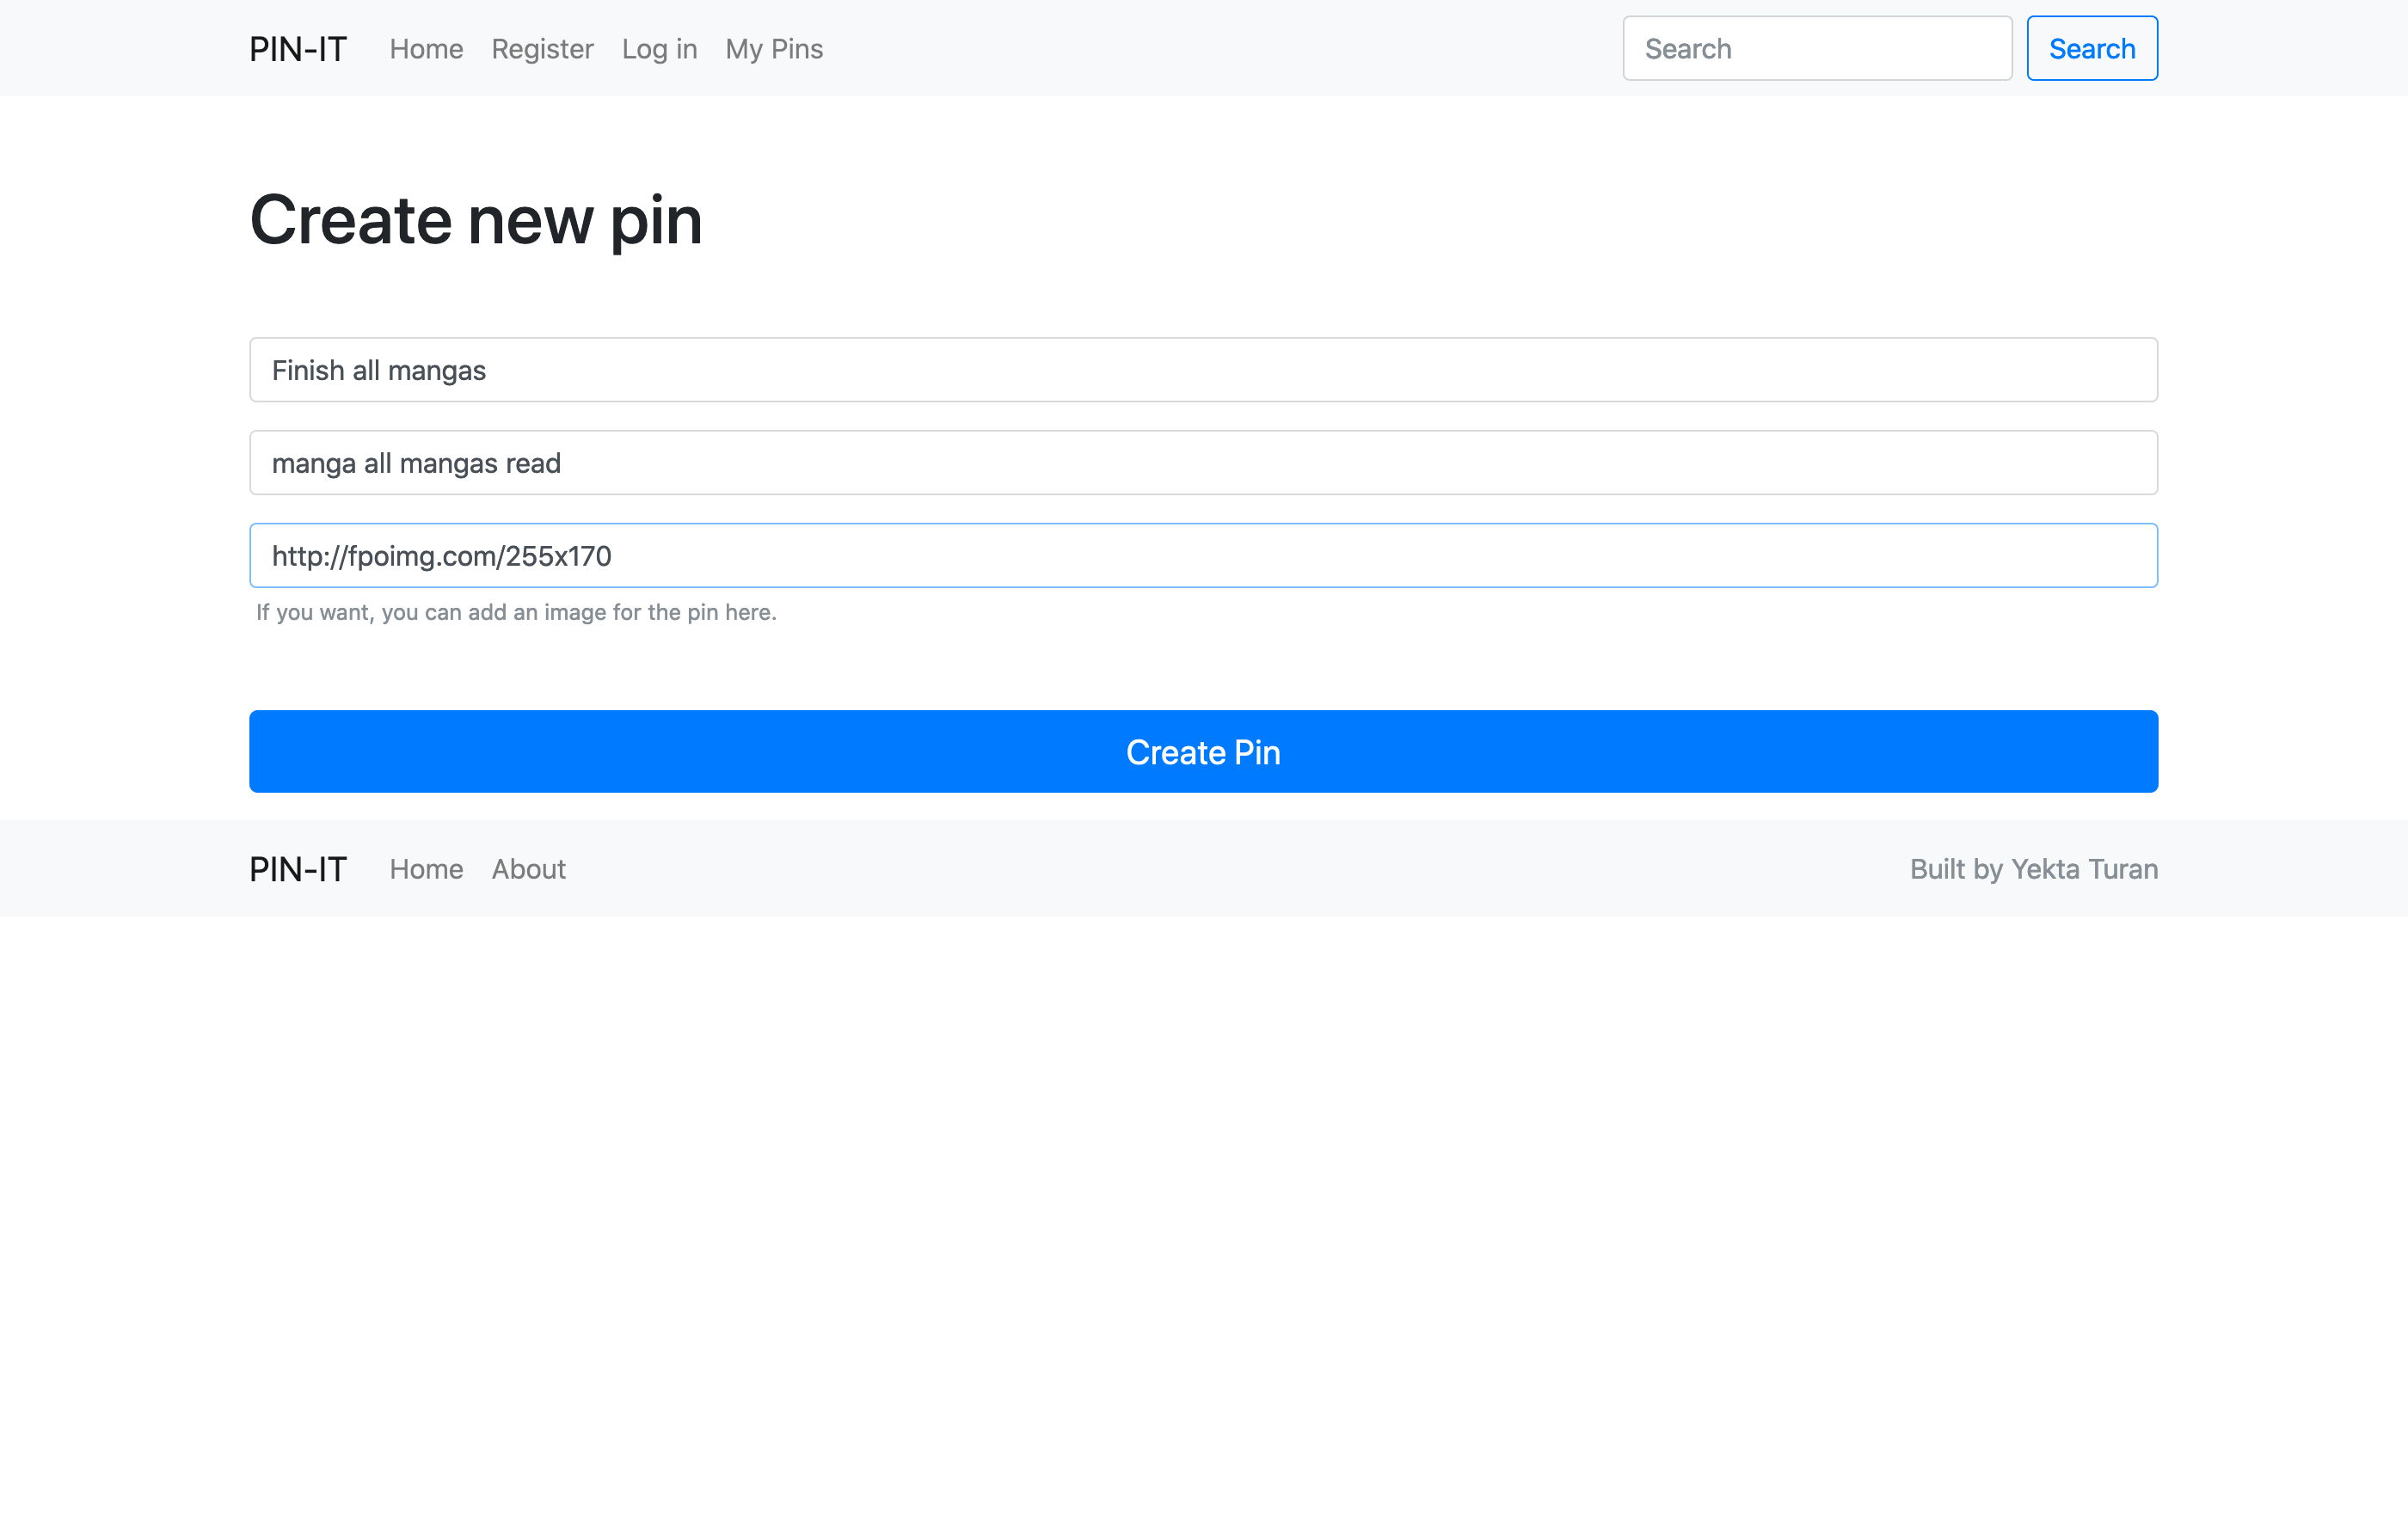 PIN-IT Home Register Log in My Pins Search Search
Create new pin
Finish all mangas
manga all mangas read
http://fpoimg.com/255x170
If you want, you can add an image for the pin here.
Create Pin
PIN-IT Home About Built by Yekta Turan